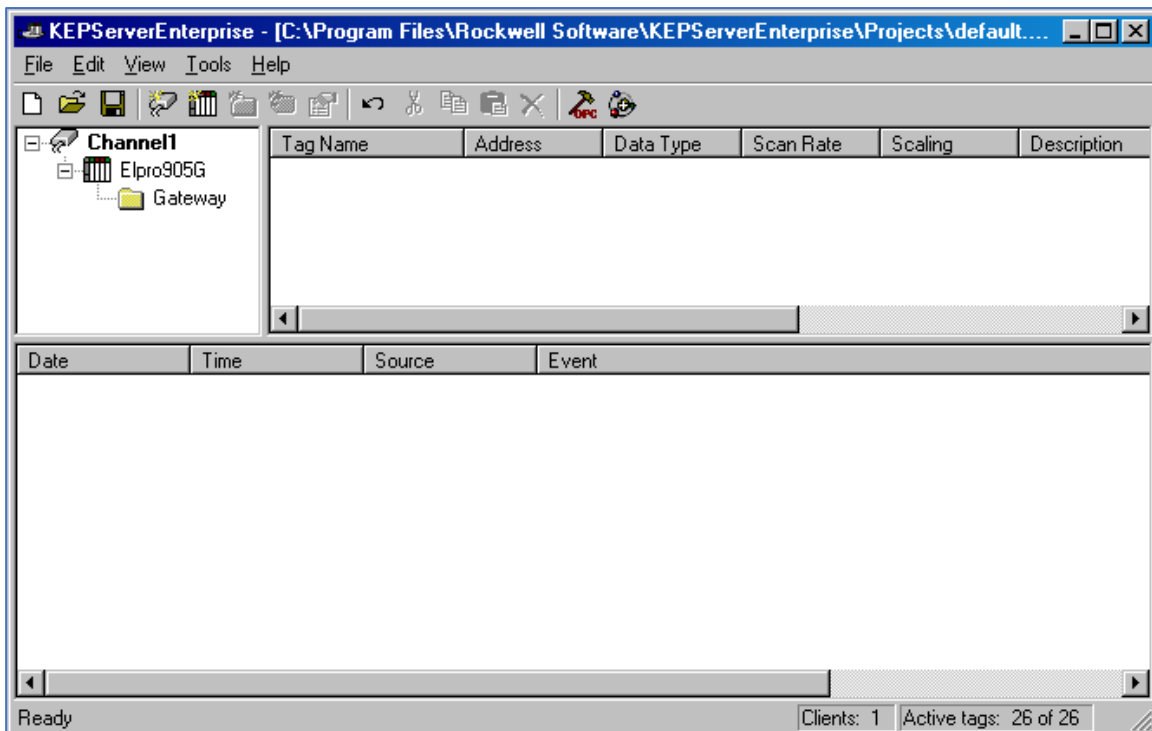 KEPServerEnterprise - [C:\Program Files\Rockwell Software\KEPServerEnterprise\Projects\default....
File Edit View Tools Help
OPC
Channel1
Elpro905G
Gateway
Tag Name Address Data Type Scan Rate Scaling Description
Date Time Source Event
Ready Clients: 1 Active tags: 26 of 26